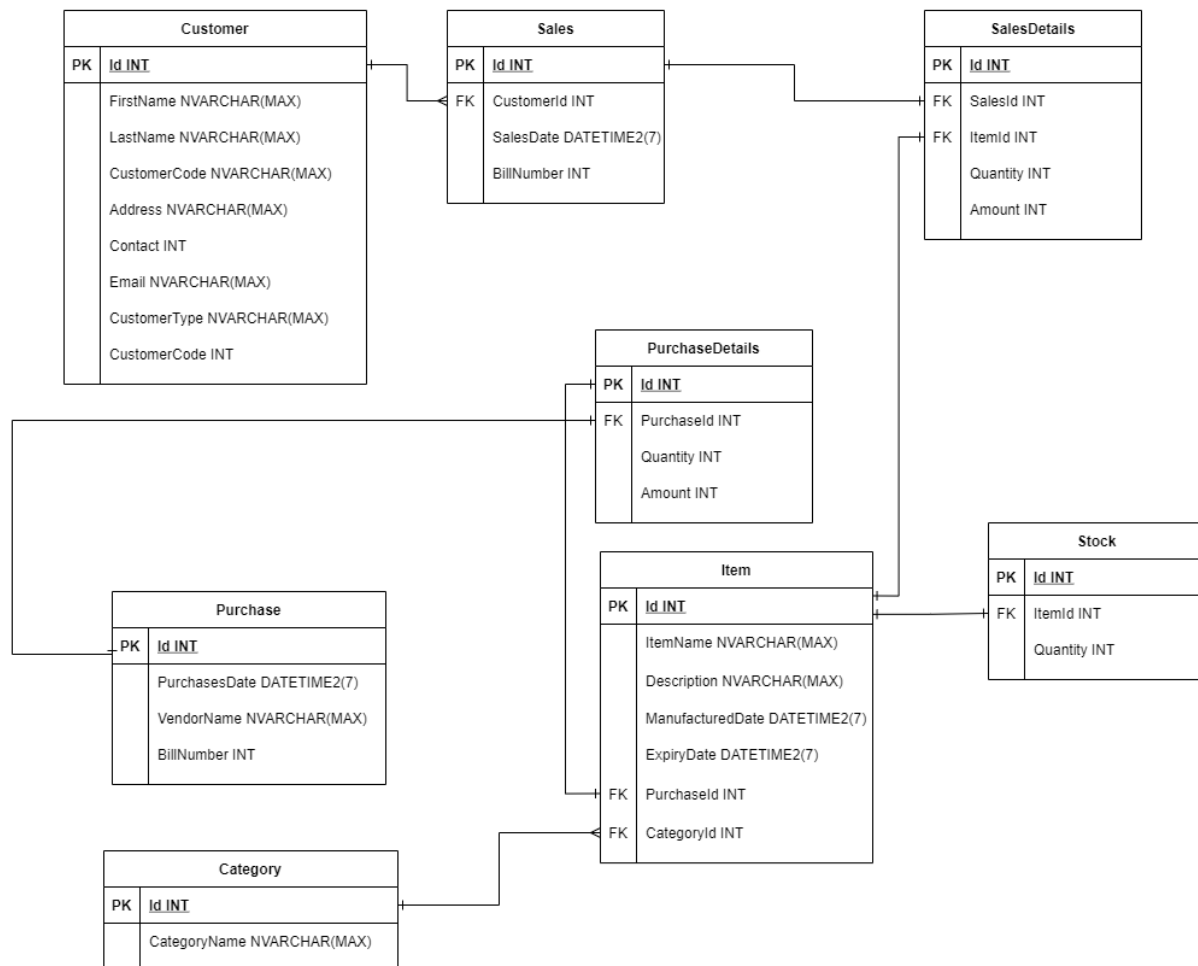 Customer
PK Id INT
FirstName NVARCHAR(MAX)
LastName NVARCHAR(MAX)
CustomerCode NVARCHAR(MAX)
Address NVARCHAR(MAX)
Contact INT
Email NVARCHAR(MAX)
CustomerType NVARCHAR(MAX)
CustomerCode INT
Sales
PK Id INT
FK CustomerId INT
SalesDate DATETIME2(7)
BillNumber INT
SalesDetails
PK Id INT
FK SalesId INT
FK ItemId INT
Quantity INT
Amount INT
PurchaseDetails
PK Id INT
FK PurchaseId INT
Quantity INT
Amount INT
Purchase
PK Id INT
PurchasesDate DATETIME2(7)
VendorName NVARCHAR(MAX)
BillNumber INT
Item
PK Id INT
ItemName NVARCHAR(MAX)
Description NVARCHAR(MAX)
ManufacturedDate DATETIME2(7)
ExpiryDate DATETIME2(7)
FK PurchaseId INT
FK CategoryId INT
Stock
PK Id INT
FK ItemId INT
Quantity INT
Category
PK Id INT
CategoryName NVARCHAR(MAX)